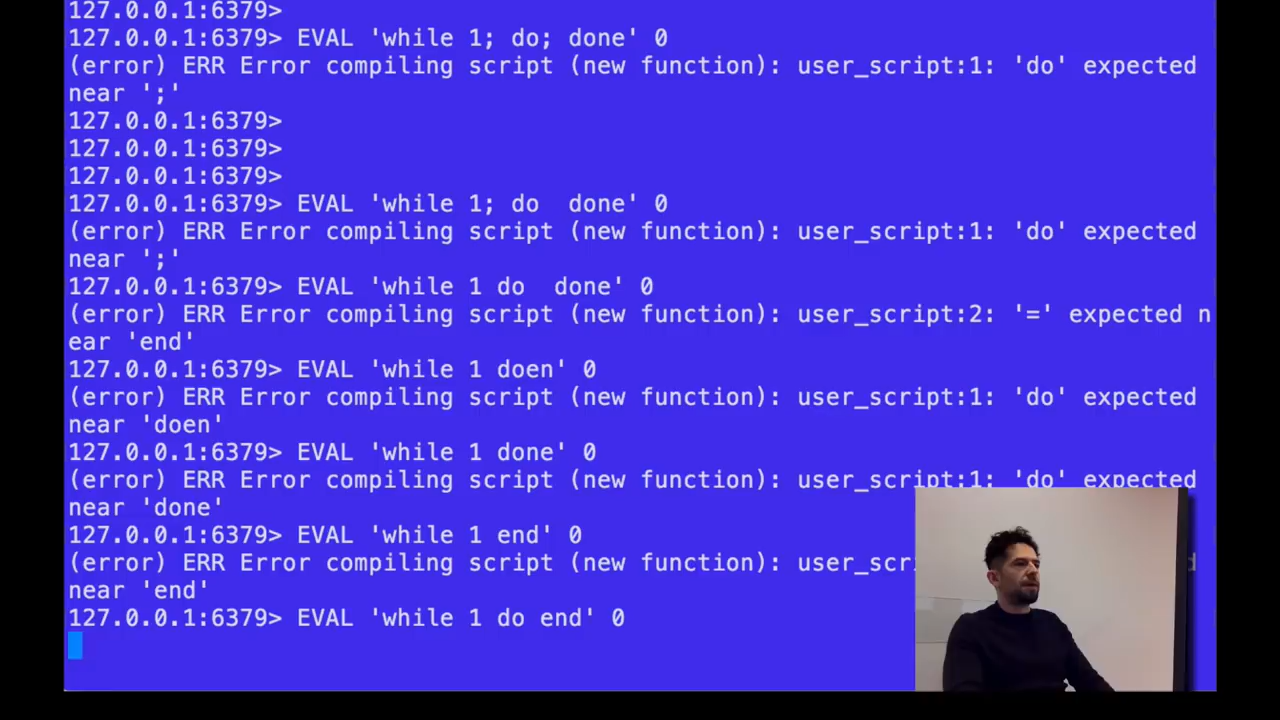 127.0.0.1:6379>
127.0.0.1:6379> EVAL 'while 1; do; done' 0
(error) ERR Error compiling script (new function): user_script:1: 'do' expected
near ';'
127.0.0.1:6379>
127.0.0.1:6379>
127.0.0.1:6379>
127.0.0.1:6379> EVAL 'while 1; do  done' 0
(error) ERR Error compiling script (new function): user_script:1: 'do' expected
near ';'
127.0.0.1:6379> EVAL 'while 1 do  done' 0
(error) ERR Error compiling script (new function): user_script:2: '=' expected n
ear 'end'
127.0.0.1:6379> EVAL 'while 1 doen' 0
(error) ERR Error compiling script (new function): user_script:1: 'do' expected
near 'doen'
127.0.0.1:6379> EVAL 'while 1 done' 0
(error) ERR Error compiling script (new function): user_script:1: 'do' expected
near 'done'
127.0.0.1:6379> EVAL 'while 1 end' 0
(error) ERR Error compiling script (new function): user_scri
near 'end'
127.0.0.1:6379> EVAL 'while 1 do end' 0